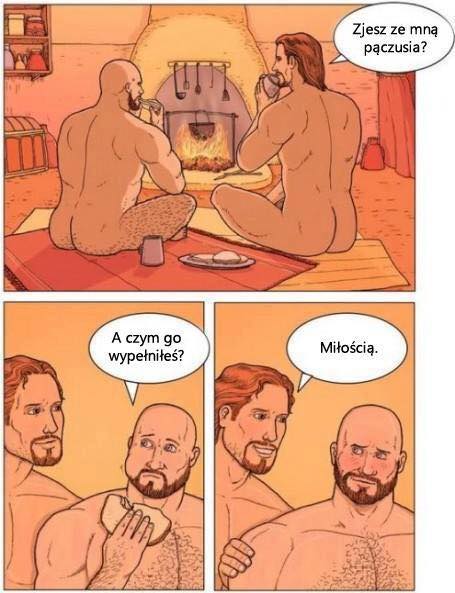 Zjesz ze mną
pączusia?
A czym go
wypełniłeś?
Miłością.